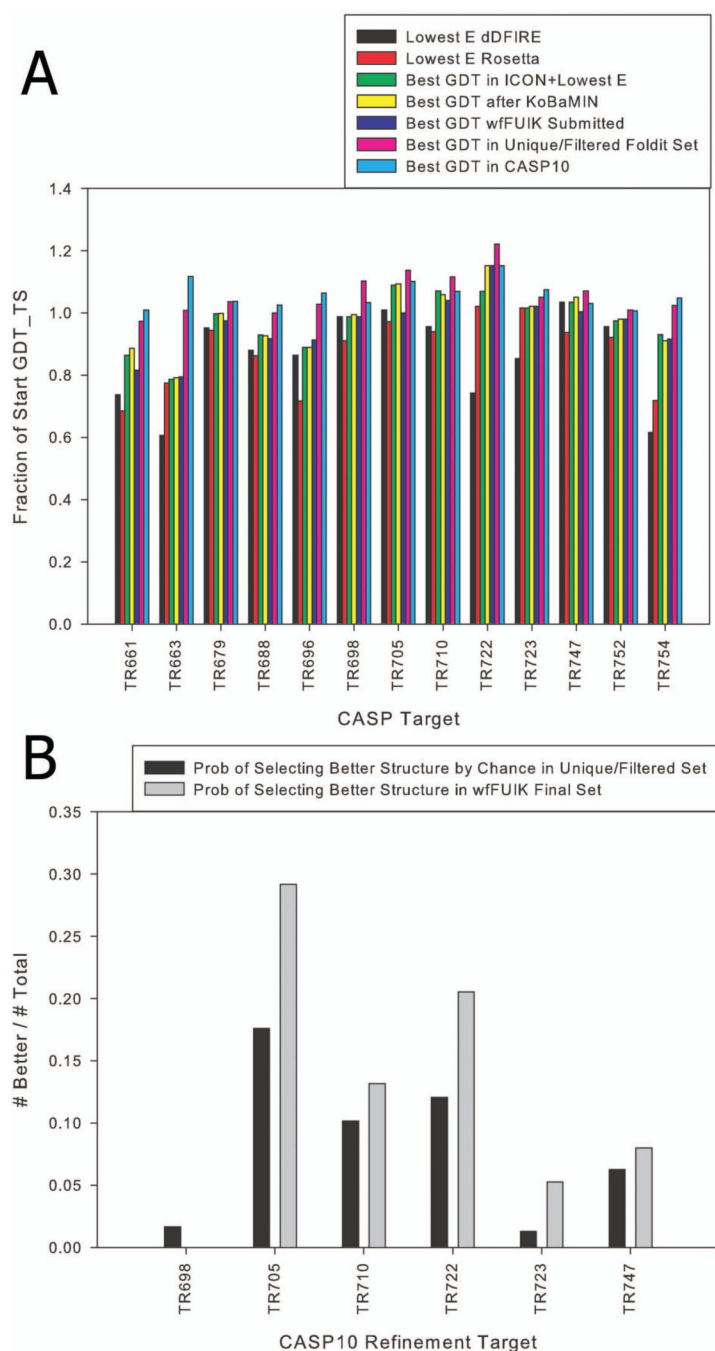 A
Lowest E dDFIRE
Lowest E Rosetta
Best GDT in ICON+Lowest E
Best GDT after KoBaMIN
Best GDT wfFUIK Submitted
Best GDT in Unique/Filtered Foldit Set
Best GDT in CASP10
Fraction of Start GDT_TS
1.4
1.2
1.0
0.8
0.6
0.4
0.2
0.0
TR661
TR663
TR679
TR688
TR696
TR698
TR705
TR710
TR722
TR723
TR747
TR752
TR754
CASP Target
B
Prob of Selecting Better Structure by Chance in Unique/Filtered Set
Prob of Selecting Better Structure in wfFUIK Final Set
# Better / # Total
0.35
0.30
0.25
0.20
0.15
0.10
0.05
0.00
TR698
TR705
TR710
TR722
TR723
TR747
CASP10 Refinement Target